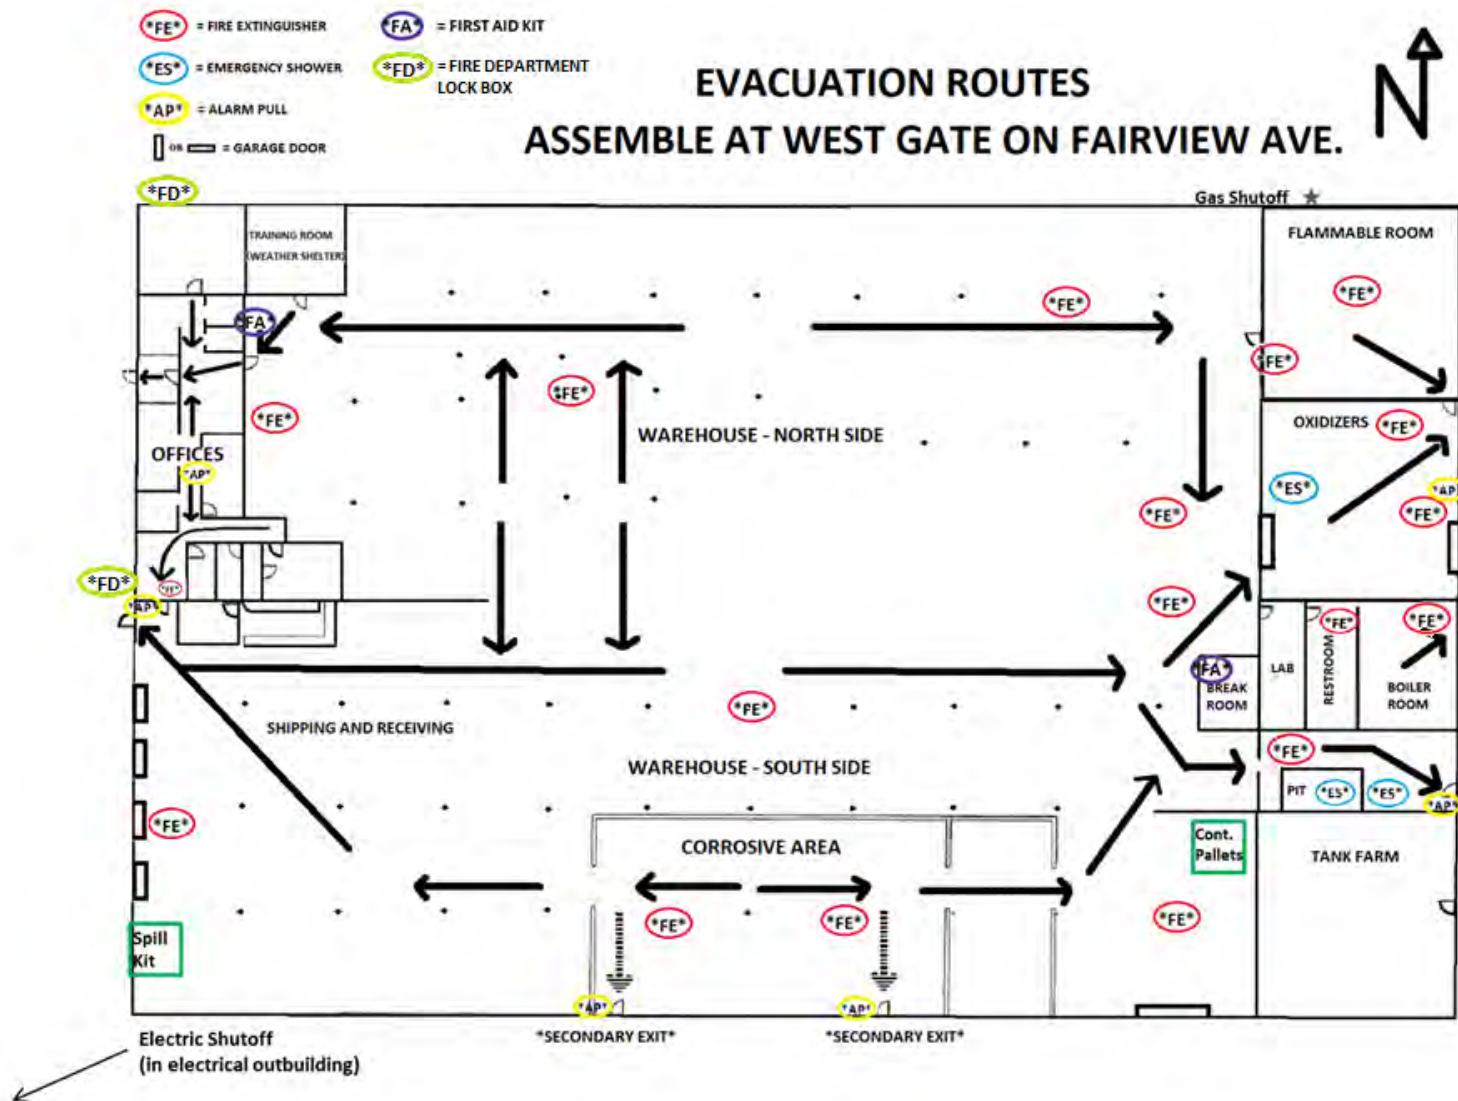 *FE* = FIRE EXTINGUISHER
*FA* = FIRST AID KIT
*ES* = EMERGENCY SHOWER
*FD* = FIRE DEPARTMENT
LOCK BOX
*AP* = ALARM PULL
OR = GARAGE DOOR
EVACUATION ROUTES
ASSEMBLE AT WEST GATE ON FAIRVIEW AVE.
N
*FD*
Gas Shutoff
TRAINING ROOM
(WEATHER SHELTER)
FLAMMABLE ROOM
*FE*
*FE*
*FA*
*FE*
*FE*
*FE*
OXIDIZERS
*FE*
WAREHOUSE - NORTH SIDE
OFFICES
*AP*
*ES*
*AP*
*FE*
*FE*
*FD*
*FE*
*AP*
*FE*
*FE*
*FE*
*FA*
BREAK
ROOM
LAB
RESTROOM
BOILER
ROOM
*FE*
SHIPPING AND RECEIVING
WAREHOUSE - SOUTH SIDE
*FE*
PIT
*ES*
*ES*
*AP*
*FE*
CORROSIVE AREA
Cont.
Pallets
TANK FARM
*FE*
*FE*
*FE*
Spill
Kit
*AP*
*AP*
*SECONDARY EXIT*
*SECONDARY EXIT*
Electric Shutoff
(in electrical outbuilding)